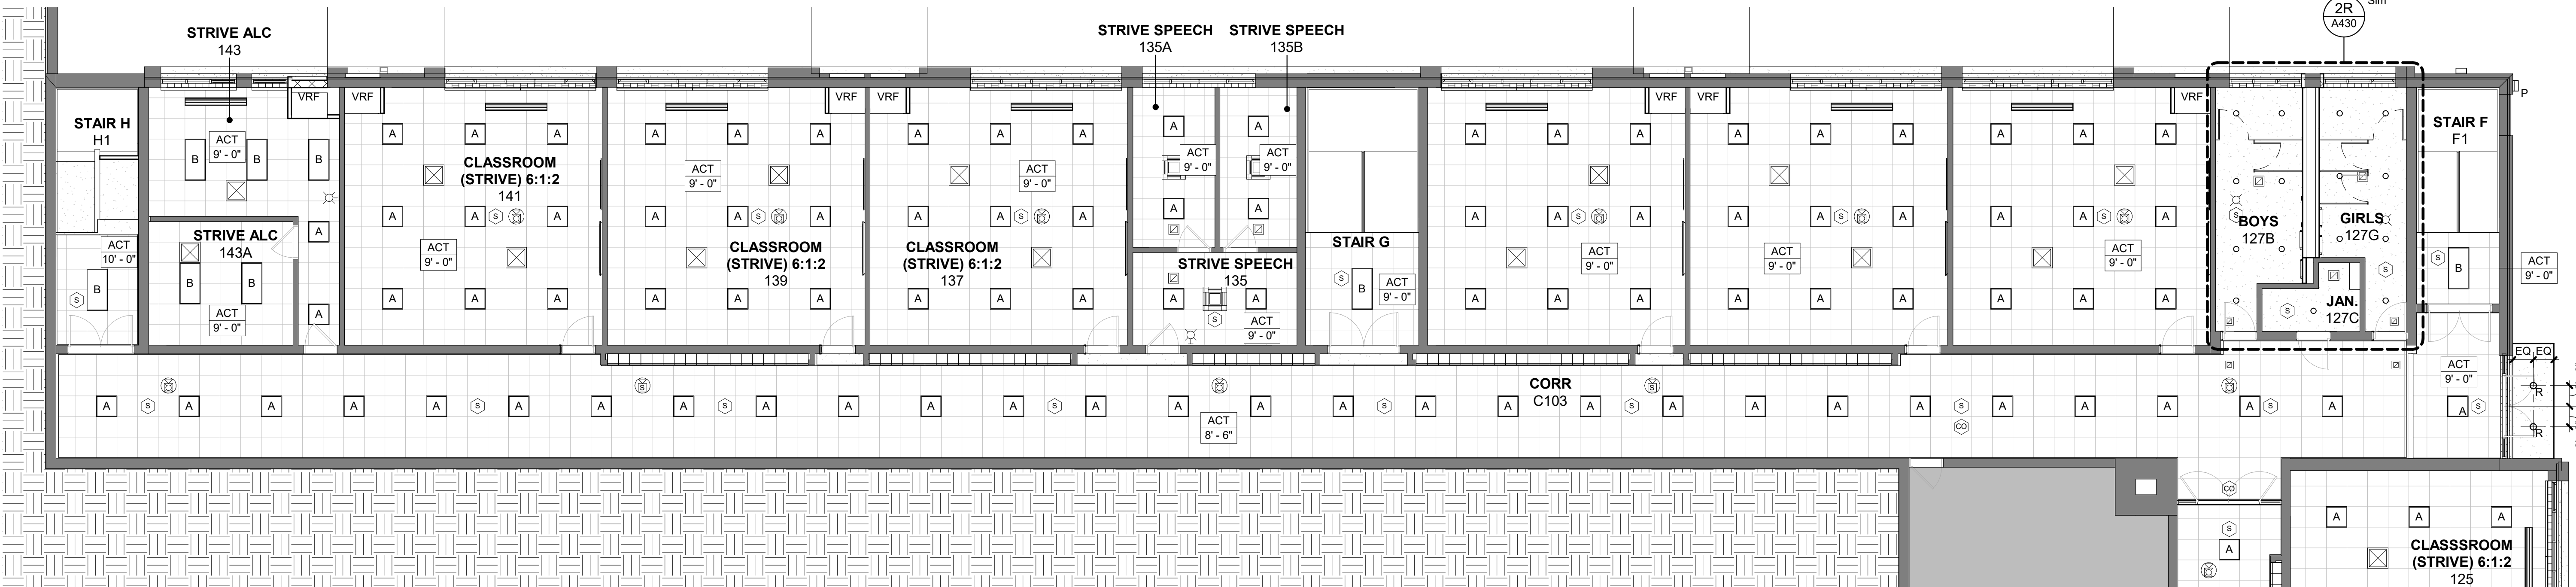 2R
A430
Sim
STRIVE ALC
143
STRIVE SPEECH
135A
STRIVE SPEECH
135B
VRF
VRF
VRF
VRF
VRF
VRF
VRF
P
STAIR H
H1
ACT
9' - 0"
B
B
B
A A A
A A A
A A A
A
A
A A A
A A A
A A A
STAIR F
F1
CLASSROOM
(STRIVE) 6:1:2
141
ACT
9' - 0"
ACT
9' - 0"
ACT
9' - 0"
ACT
9' - 0"
A A A
A A A
A A A
A
A
A A A
A A A
A A A
S
S
S
S
S
S
S
BOYS
127B
GIRLS
127G
STRIVE ALC
143A
A
ACT
10' - 0"
ACT
9' - 0"
CLASSROOM
(STRIVE) 6:1:2
139
CLASSROOM
(STRIVE) 6:1:2
137
STAIR G
STRIVE SPEECH
135
ACT
9' - 0"
ACT
9' - 0"
ACT
9' - 0"
S
B
ACT
9' - 0"
S
B
B
B
S
B
ACT
9' - 0"
S
A
ACT
9' - 0"
A A A
A A A
A A A
A
A
S
ACT
9' - 0"
A A A
A A A
A A A
S
JAN.
127C
EQ EQ
ACT
9' - 0"
R
R
CORR
C103
S
S
A S A A A A S A A A S A A A A S A A A A S A A A S A A A A S A A A A S A
A S
CO
ACT
8' - 6"
CO
S
A
A A A
CLASSSROOM
(STRIVE) 6:1:2
125